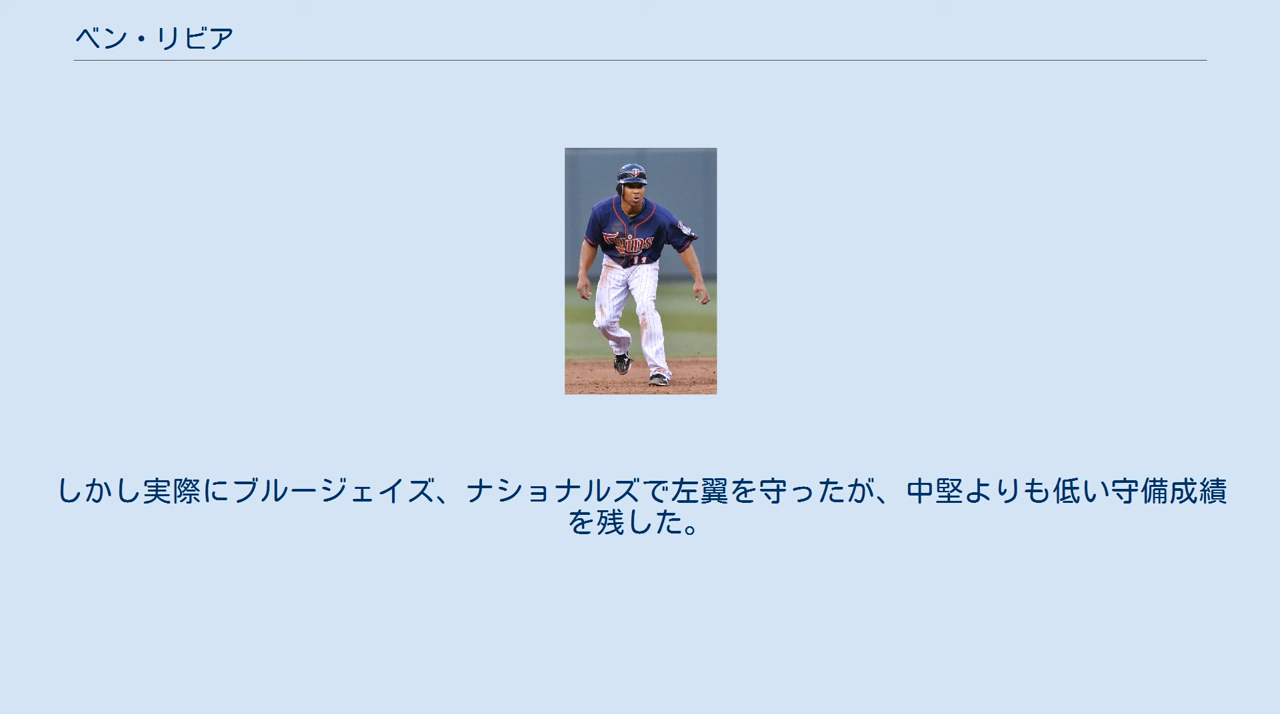 ベン・リビア
Twins
11
しかし実際にブルージェイズ、ナショナルズで左翼を守ったが、中堅よりも低い守備成績
を残した。